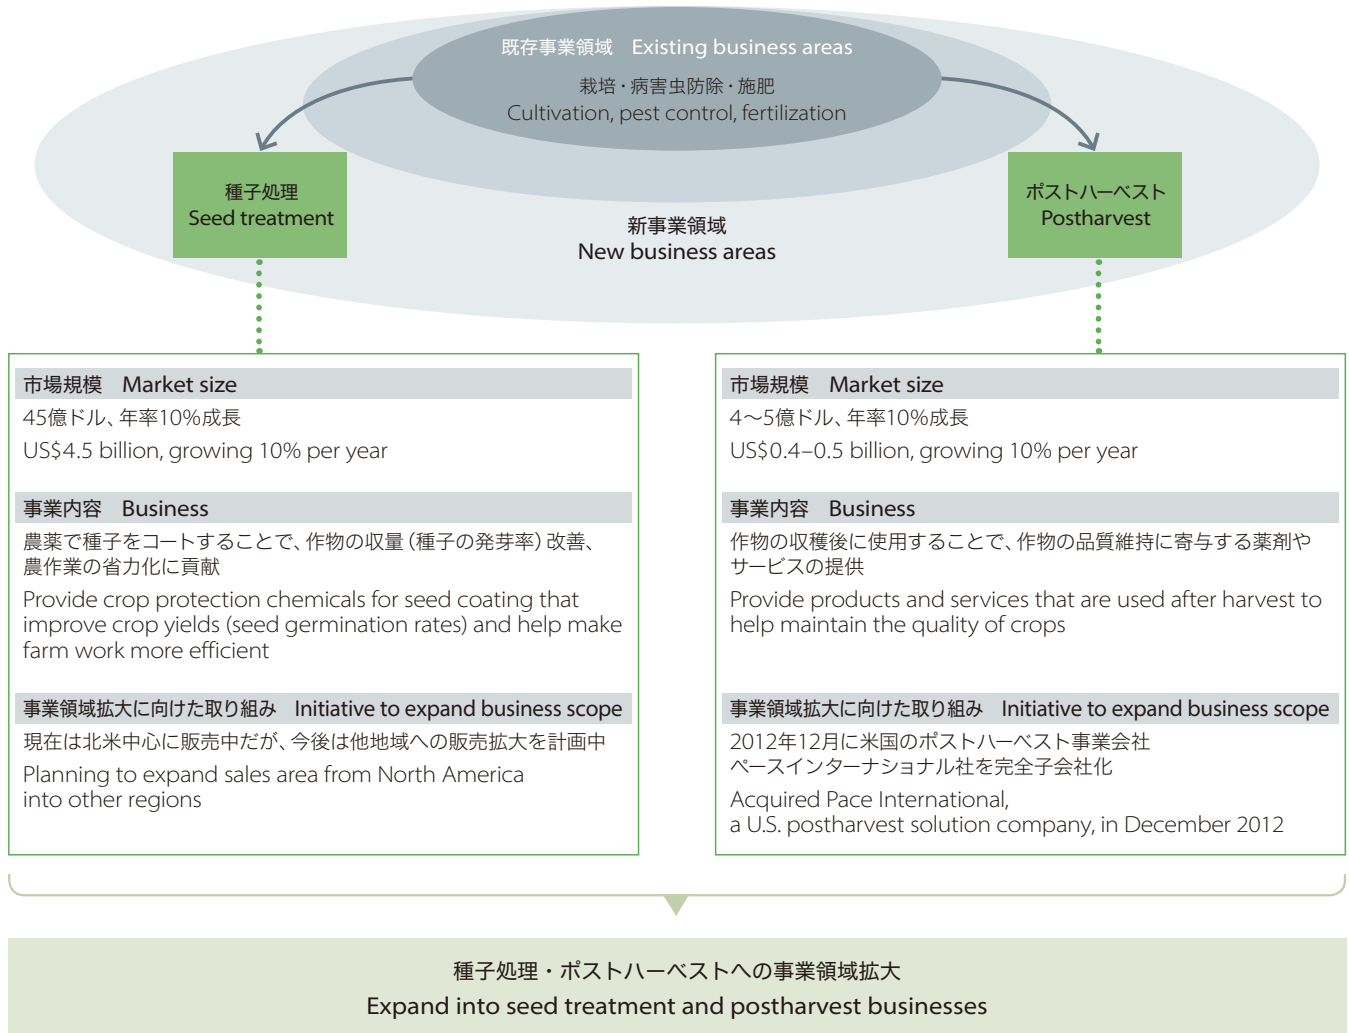 既存事業領域 Existing business areas
栽培・病害虫防除・施肥
Cultivation, pest control, fertilization
種子処理
Seed treatment
ポストハーベスト
Postharvest
新事業領域
New business areas
市場規模 Market size
45億ドル、年率10%成長
US$4.5 billion, growing 10% per year
事業内容 Business
農薬で種子をコートすることで、作物の収量（種子の発芽率）改善、
農作業の省力化に貢献
Provide crop protection chemicals for seed coating that
improve crop yields (seed germination rates) and help make
farm work more efficient
事業領域拡大に向けた取り組み Initiative to expand business scope
現在は北米中心に販売中だが、今後は他地域への販売拡大を計画中
Planning to expand sales area from North America
into other regions
市場規模 Market size
4～5億ドル、年率10%成長
US$0.4–0.5 billion, growing 10% per year
事業内容 Business
作物の収穫後に使用することで、作物の品質維持に寄与する薬剤や
サービスの提供
Provide products and services that are used after harvest to
help maintain the quality of crops
事業領域拡大に向けた取り組み Initiative to expand business scope
2012年12月に米国のポストハーベスト事業会社
ペースインターナショナル社を完全子会社化
Acquired Pace International,
a U.S. postharvest solution company, in December 2012
種子処理・ポストハーベストへの事業領域拡大
Expand into seed treatment and postharvest businesses